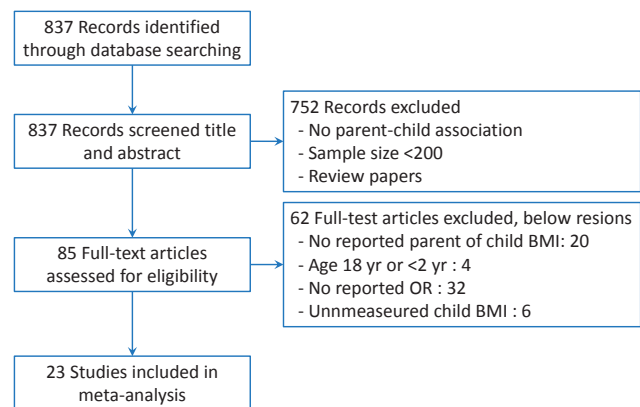 837 Records identified
through database searching
837 Records screened title
and abstract
752 Records excluded
- No parent-child association
- Sample size <200
- Review papers
85 Full-text articles
assessed for eligibility
62 Full-test articles excluded, below resions
- No reported parent of child BMI: 20
- Age 18 yr or <2 yr : 4
- No reported OR : 32
- Unnmeaseured child BMI : 6
23 Studies included in
meta-analysis